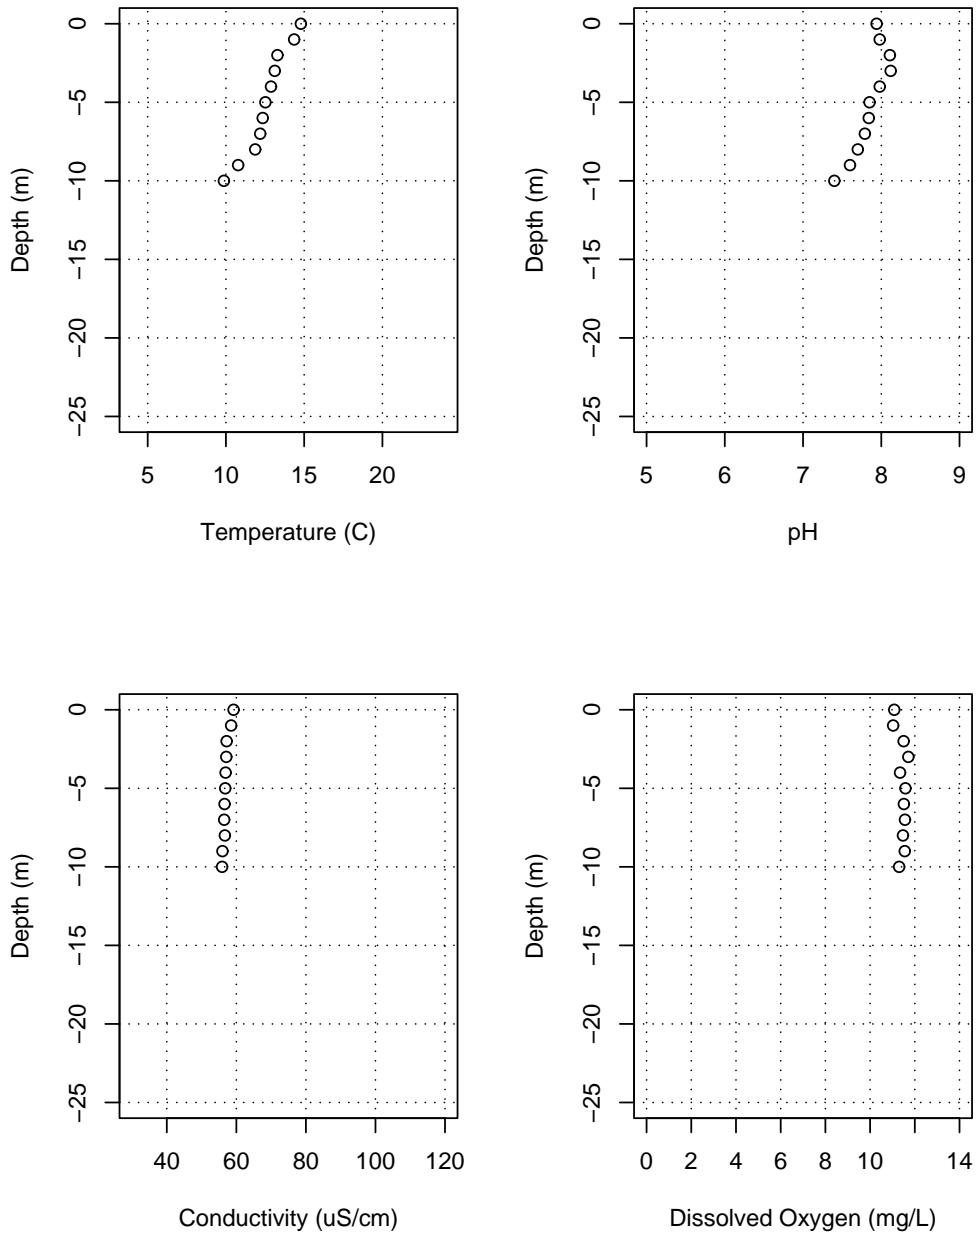 0
−5
−10
−15
−20
−25
Depth (m)
5 10 15 20
Temperature (C)
0
−5
−10
−15
−20
−25
Depth (m)
5 6 7 8 9
pH
0
−5
−10
−15
−20
−25
Depth (m)
40 60 80 100 120
Conductivity (uS/cm)
0
−5
−10
−15
−20
−25
Depth (m)
0 2 4 6 8 10 14
Dissolved Oxygen (mg/L)